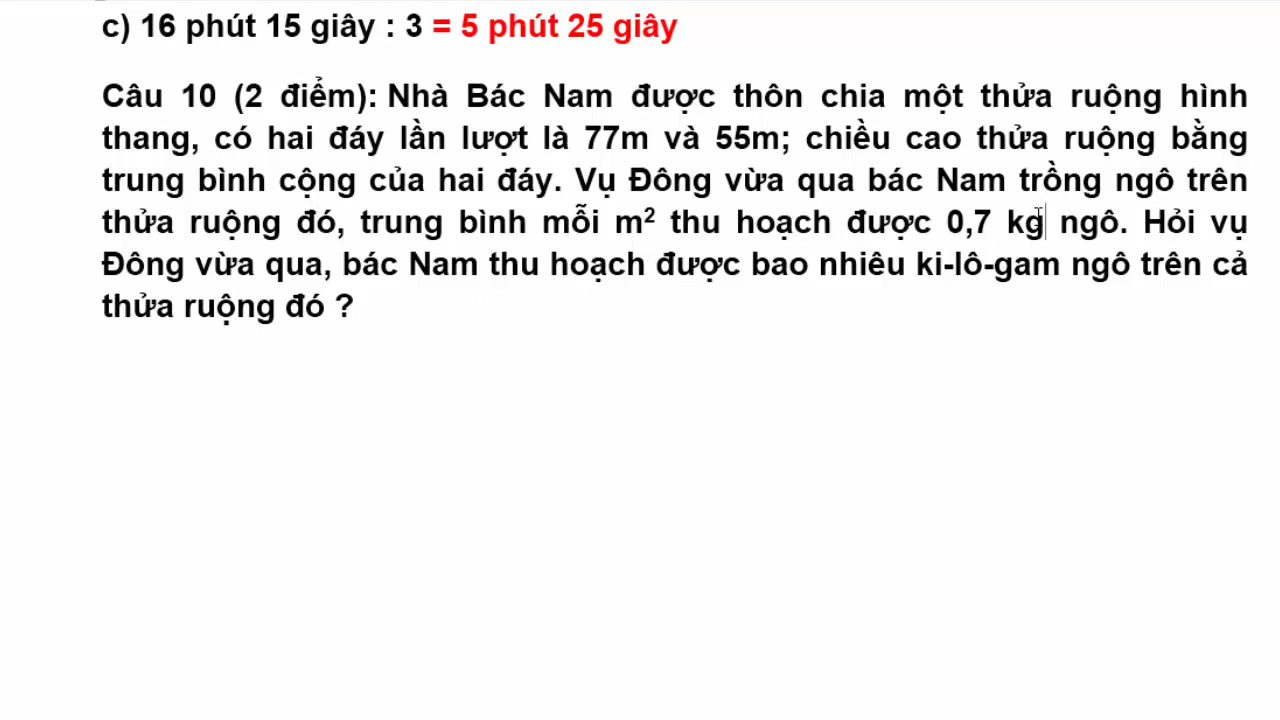 c) 16 phút 15 giây : 3 = 5 phút 25 giây
Câu 10 (2 điểm): Nhà Bác Nam được thôn chia một thửa ruộng hình
thang, có hai đáy lần lượt là 77m và 55m; chiều cao thửa ruộng bằng
trung bình cộng của hai đáy. Vụ Đông vừa qua bác Nam trồng ngô trên
thửa ruộng đó, trung bình mỗi m² thu hoạch được 0,7 kg ngô. Hỏi vụ
Đông vừa qua, bác Nam thu hoạch được bao nhiêu ki-lô-gam ngô trên cả
thửa ruộng đó ?